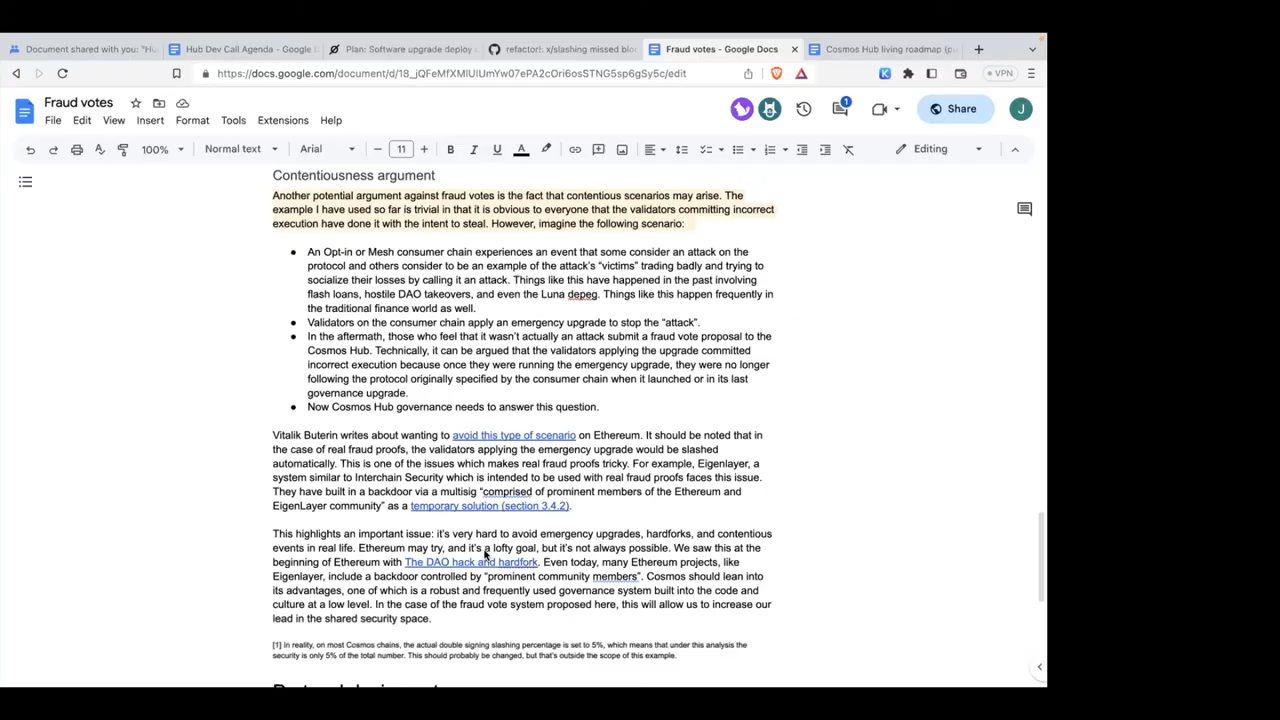 Document shared with you: "Hu
Hub Dev Call Agenda - Google D
Plan: Software upgrade deploy
refactor!: x/slashing missed blo
Fraud votes - Google Docs
Cosmos Hub living roadmap (pu
https://docs.google.com/document/d/18_jQFeMfXMIUIUmYw07ePA2cOri6osSTNG5sp6gSy5c/edit
VPN
Fraud votes
File Edit View Insert Format Tools Extensions Help
1
Share
J
100% Normal text Arial 11 B I U A Editing
Contentiousness argument
Another potential argument against fraud votes is the fact that contentious scenarios may arise. The
example I have used so far is trivial in that it is obvious to everyone that the validators committing incorrect
execution have done it with the intent to steal. However, imagine the following scenario:
● An Opt-in or Mesh consumer chain experiences an event that some consider an attack on the
protocol and others consider to be an example of the attack's "victims" trading badly and trying to
socialize their losses by calling it an attack. Things like this have happened in the past involving
flash loans, hostile DAO takeovers, and even the Luna depeg. Things like this happen frequently in
the traditional finance world as well.
● Validators on the consumer chain apply an emergency upgrade to stop the "attack".
● In the aftermath, those who feel that it wasn't actually an attack submit a fraud vote proposal to the
Cosmos Hub. Technically, it can be argued that the validators applying the upgrade committed
incorrect execution because once they were running the emergency upgrade, they were no longer
following the protocol originally specified by the consumer chain when it launched or in its last
governance upgrade.
● Now Cosmos Hub governance needs to answer this question.
Vitalik Buterin writes about wanting to avoid this type of scenario on Ethereum. It should be noted that in
the case of real fraud proofs, the validators applying the emergency upgrade would be slashed
automatically. This is one of the issues which makes real fraud proofs tricky. For example, Eigenlayer, a
system similar to Interchain Security which is intended to be used with real fraud proofs faces this issue.
They have built in a backdoor via a multisig "comprised of prominent members of the Ethereum and
EigenLayer community" as a temporary solution (section 3.4.2).
This highlights an important issue: it's very hard to avoid emergency upgrades, hardforks, and contentious
events in real life. Ethereum may try, and it's a lofty goal, but it's not always possible. We saw this at the
beginning of Ethereum with The DAO hack and hardfork. Even today, many Ethereum projects, like
Eigenlayer, include a backdoor controlled by "prominent community members". Cosmos should lean into
its advantages, one of which is a robust and frequently used governance system built into the code and
culture at a low level. In the case of the fraud vote system proposed here, this will allow us to increase our
lead in the shared security space.
[1] In reality, on most Cosmos chains, the actual double signing slashing percentage is set to 5%, which means that under this analysis the
security is only 5% of the total number. This should probably be changed, but that's outside the scope of this example.